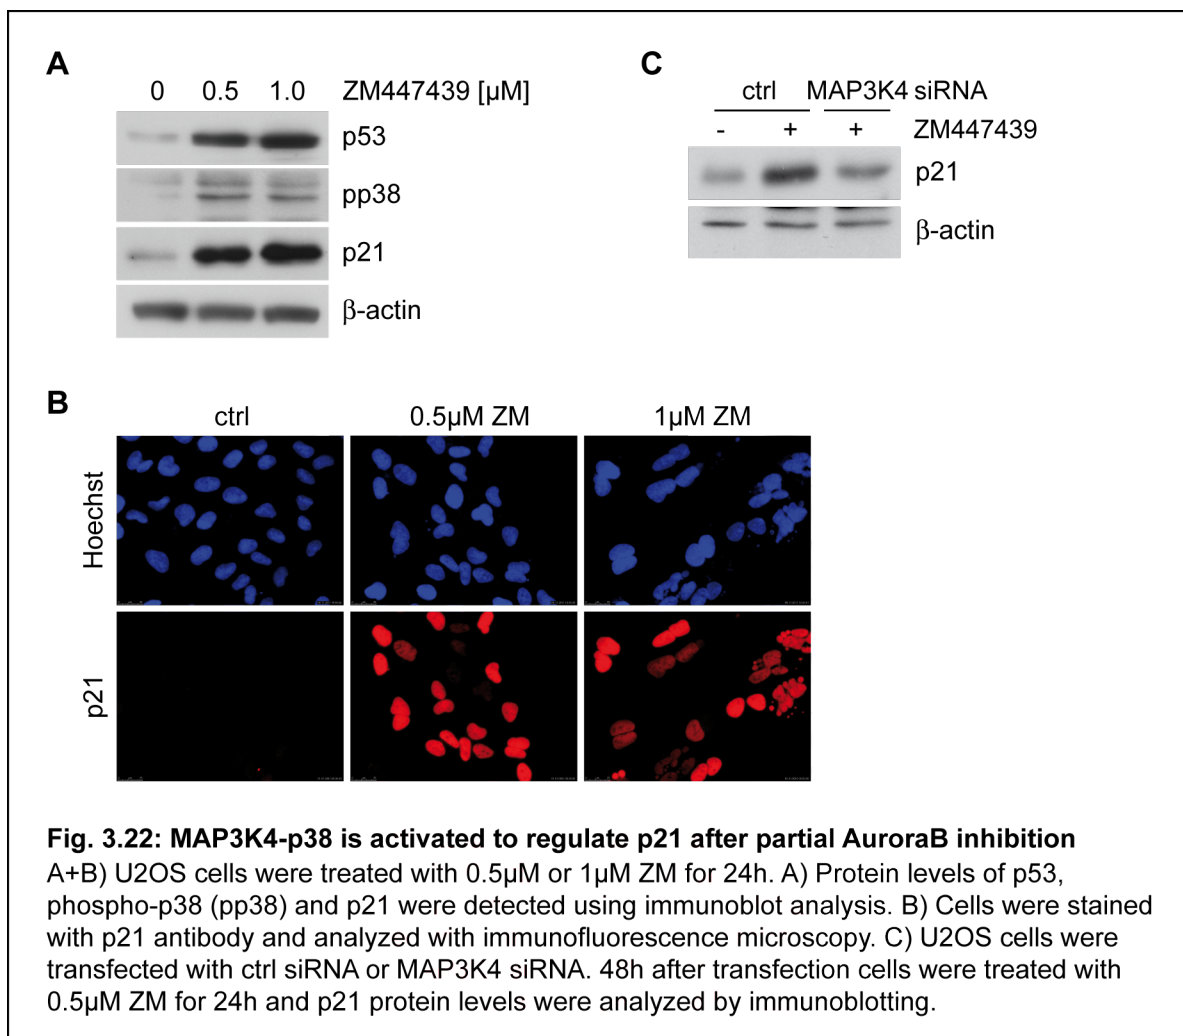 A
0 0.5 1.0 ZM447439 [µM]
p53
pp38
p21
β-actin
C
ctrl MAP3K4 siRNA
- + + ZM447439
p21
β-actin
B
ctrl 0.5µM ZM 1µM ZM
Hoechst
p21
Fig. 3.22: MAP3K4-p38 is activated to regulate p21 after partial AuroraB inhibition
A+B) U2OS cells were treated with 0.5µM or 1µM ZM for 24h. A) Protein levels of p53,
phospho-p38 (pp38) and p21 were detected using immunoblot analysis. B) Cells were stained
with p21 antibody and analyzed with immunofluorescence microscopy. C) U2OS cells were
transfected with ctrl siRNA or MAP3K4 siRNA. 48h after transfection cells were treated with
0.5µM ZM for 24h and p21 protein levels were analyzed by immunoblotting.